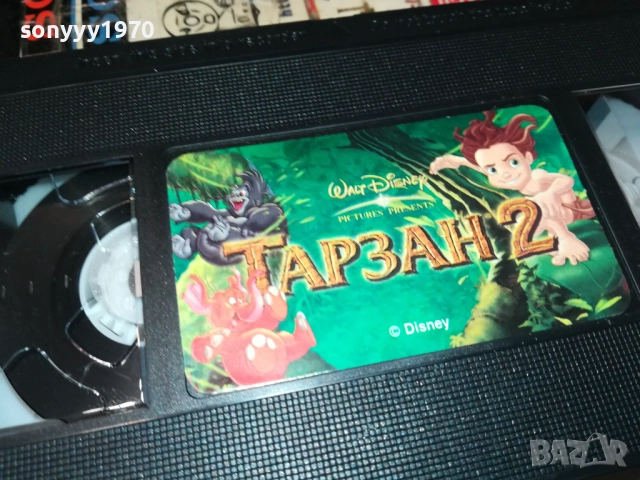 sonyyy1970
WALT DISNEY
PICTURES PRESENTS
ТАРЗАН 2
© Disney
BAZAR